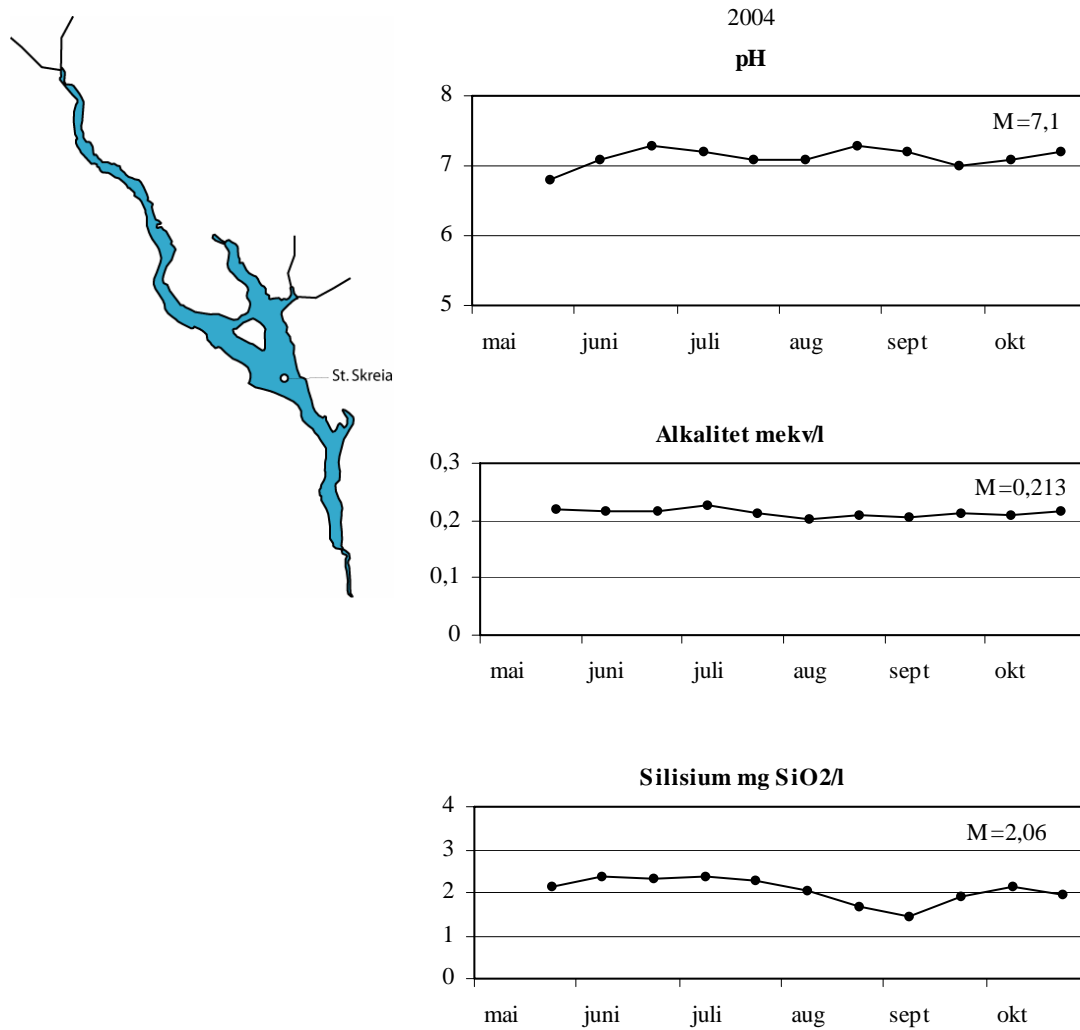 2004
pH
8
7
6
5
M=7,1
mai juni juli aug sept okt
St. Skreia
Alkalitet mekv/l
0,3
0,2
0,1
0
M=0,213
mai juni juli aug sept okt
Silisium mg SiO2/l
4
3
2
1
0
M=2,06
mai juni juli aug sept okt